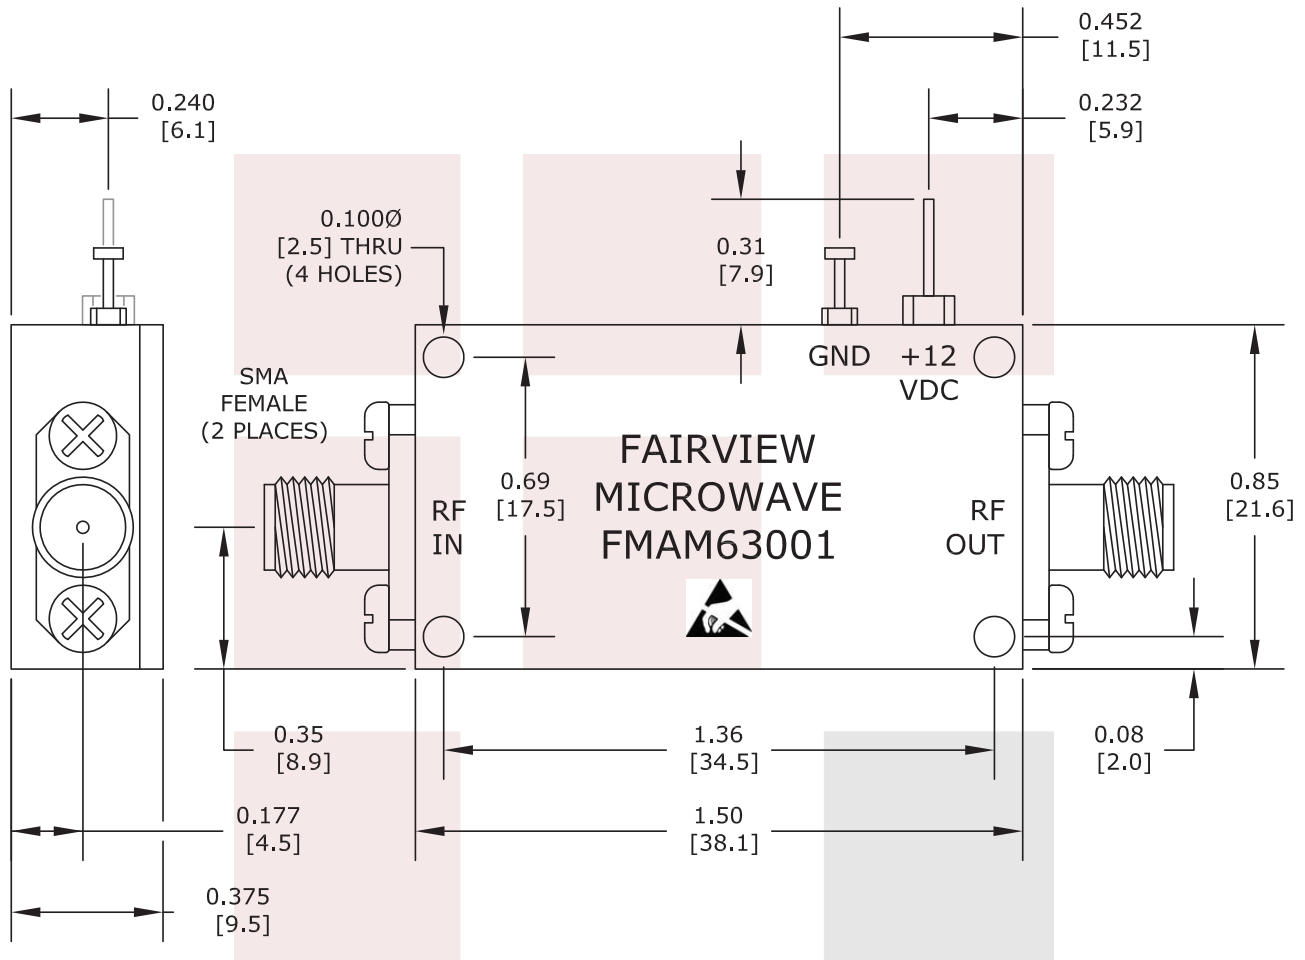 0.452
[11.5]
0.240
[6.1]
0.232
[5.9]
0.100Ø
[2.5] THRU
(4 HOLES)
0.31
[7.9]
GND
+12
VDC
SMA
FEMALE
(2 PLACES)
FAIRVIEW
MICROWAVE
FMAM63001
0.69
[17.5]
0.85
[21.6]
RF
IN
RF
OUT
0.35
[8.9]
1.36
[34.5]
0.08
[2.0]
0.177
[4.5]
1.50
[38.1]
0.375
[9.5]